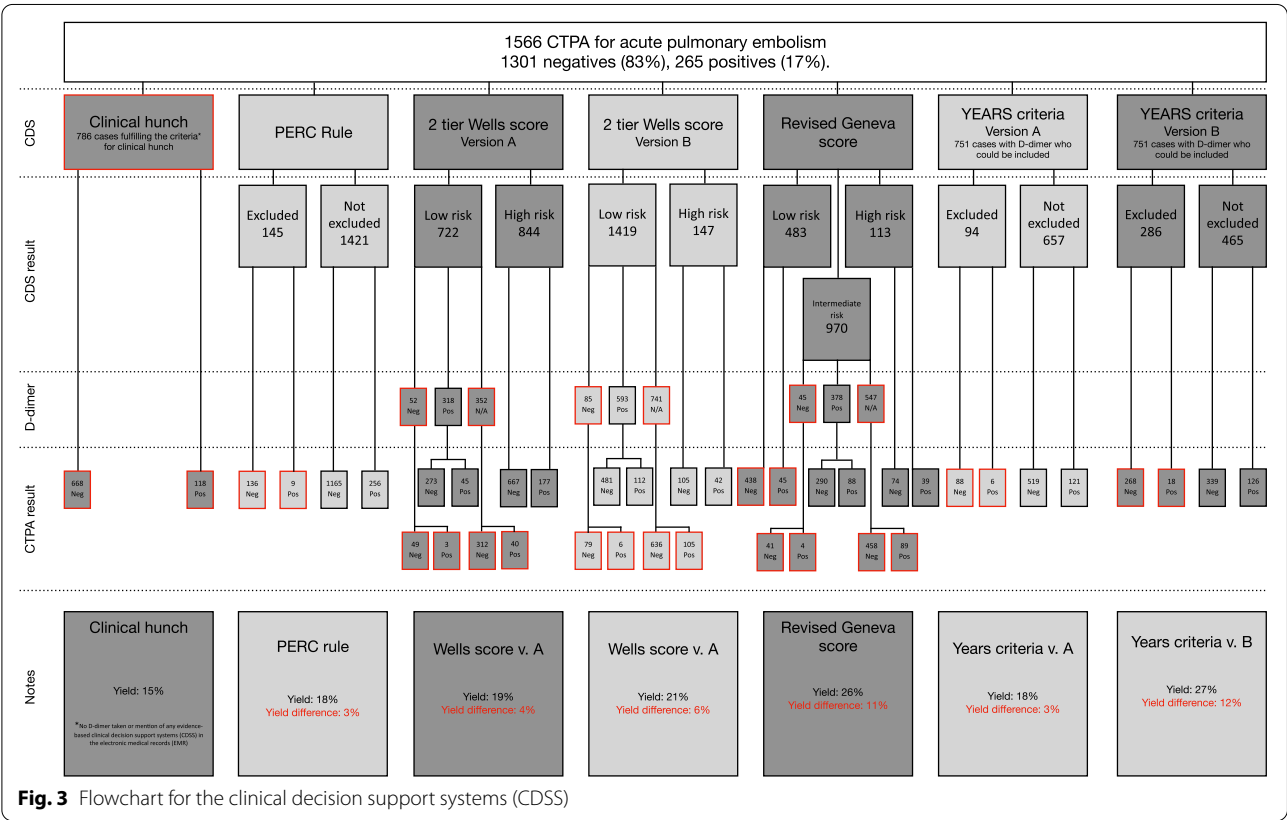 1566 CTPA for acute pulmonary embolism
1301 negatives (83%), 265 positives (17%).
CDS
Clinical hunch
786 cases fulfilling the criteria*
for clinical hunch
PERC Rule
2 tier Wells score
Version A
2 tier Wells score
Version B
Revised Geneva
score
YEARS criteria
Version A
751 cases with D-dimer who
could be included
YEARS criteria
Version B
751 cases with D-dimer who
could be included
CDS result
Excluded
145
Not
excluded
1421
Low risk
722
High risk
844
Low risk
1419
High risk
147
Low risk
483
High risk
113
Intermediate
risk
970
Excluded
94
Not
excluded
657
Excluded
286
Not
excluded
465
D-dimer
52
Neg
318
Pos
352
N/A
85
Neg
593
Pos
741
N/A
45
Neg
378
Pos
547
N/A
CTPA result
668
Neg
118
Pos
136
Neg
9
Pos
1165
Neg
256
Pos
273
Neg
45
Pos
667
Neg
177
Pos
481
Neg
112
Pos
105
Neg
42
Pos
438
Neg
45
Pos
290
Neg
88
Pos
74
Neg
39
Pos
88
Neg
6
Pos
519
Neg
121
Pos
268
Neg
18
Pos
339
Neg
126
Pos
49
Neg
3
Pos
312
Neg
40
Pos
79
Neg
6
Pos
636
Neg
105
Pos
41
Neg
4
Pos
458
Neg
89
Pos
Notes
Clinical hunch
Yield: 15%
*No D-dimer taken or mention of any evidence-
based clinical decision support systems (CDSS) in
the electronic medical records (EMR)
PERC rule
Yield: 18%
Yield difference: 3%
Wells score v. A
Yield: 19%
Yield difference: 4%
Wells score v. A
Yield: 21%
Yield difference: 6%
Revised Geneva
score
Yield: 26%
Yield difference: 11%
Years criteria v. A
Yield: 18%
Yield difference: 3%
Years criteria v. B
Yield: 27%
Yield difference: 12%
Fig. 3 Flowchart for the clinical decision support systems (CDSS)